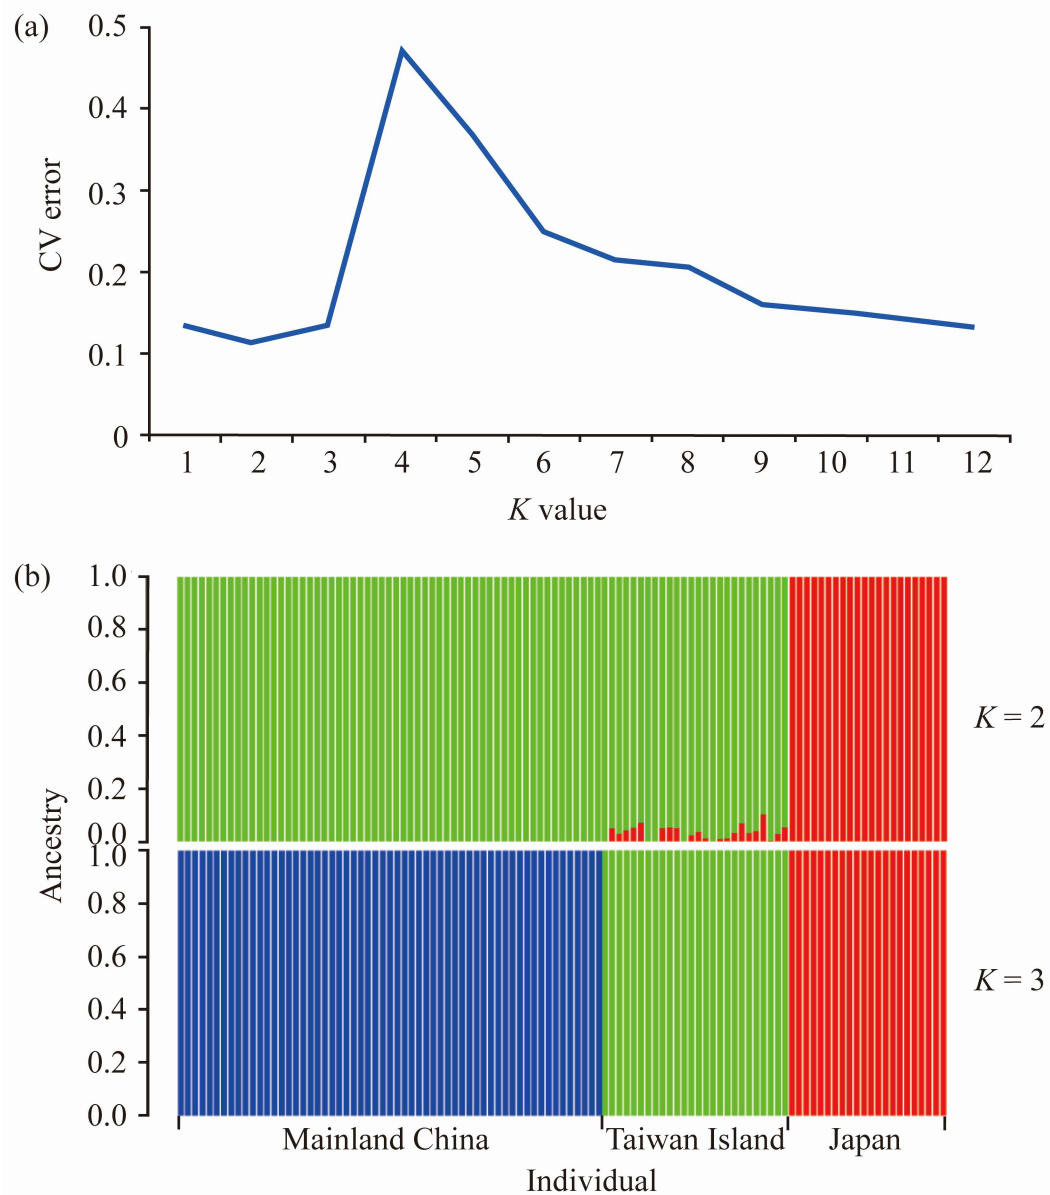 (a)
0.5
0.4
0.3
0.2
0.1
0
CV error
1 2 3 4 5 6 7 8 9 10 11 12
K value
(b)
1.0
0.8
0.6
0.4
0.2
0.0
K = 2
Ancestry
1.0
0.8
0.6
0.4
0.2
0.0
K = 3
Mainland China Taiwan Island Japan
Individual